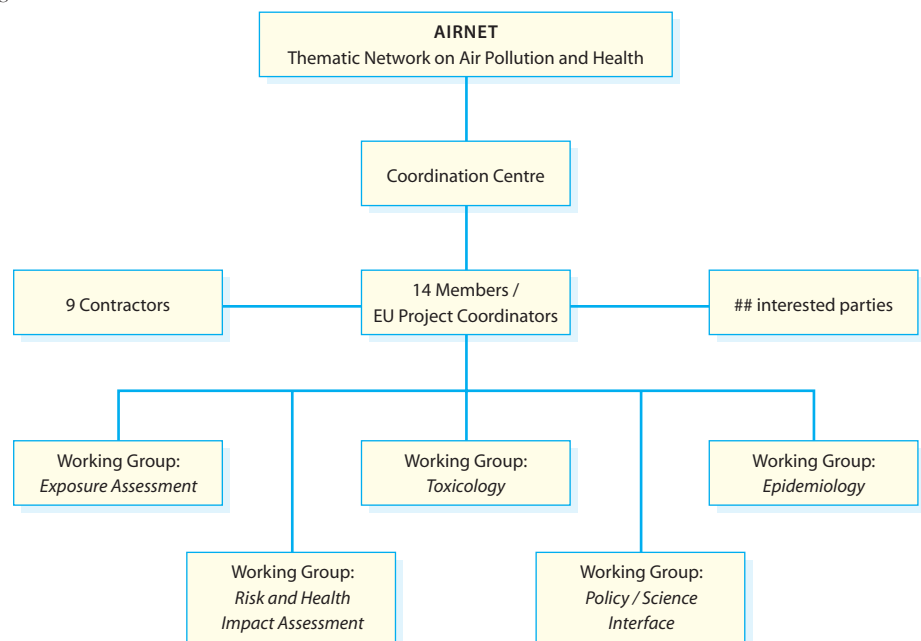 AIRNET
Thematic Network on Air Pollution and Health
Coordination Centre
9 Contractors
14 Members /
EU Project Coordinators
## interested parties
Working Group:
Exposure Assessment
Working Group:
Toxicology
Working Group:
Epidemiology
Working Group:
Risk and Health
Impact Assessment
Working Group:
Policy / Science
Interface